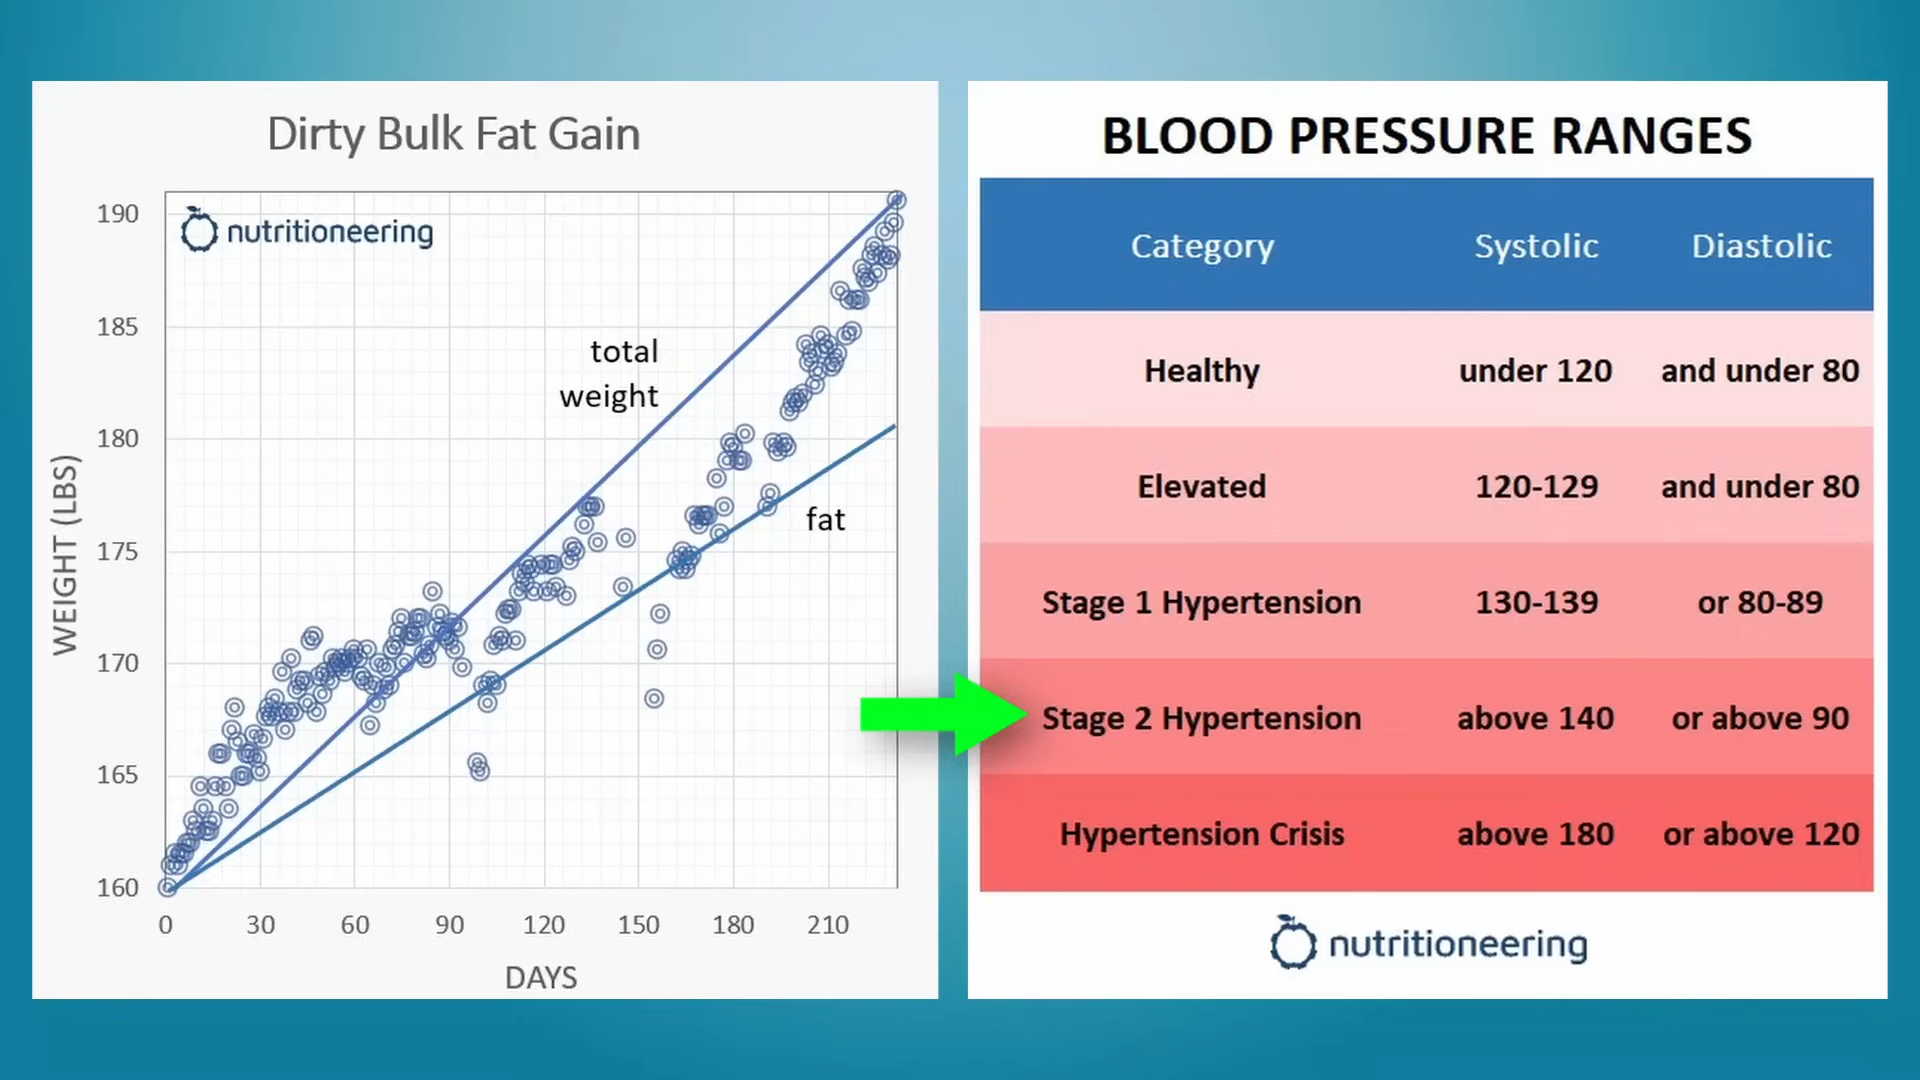 Dirty Bulk Fat Gain
nutritioneering
190
185
180
175
170
165
160
WEIGHT (LBS)
total
weight
fat
0 30 60 90 120 150 180 210
DAYS
BLOOD PRESSURE RANGES
Category Systolic Diastolic
Healthy under 120 and under 80
Elevated 120-129 and under 80
Stage 1 Hypertension 130-139 or 80-89
Stage 2 Hypertension above 140 or above 90
Hypertension Crisis above 180 or above 120
nutritioneering